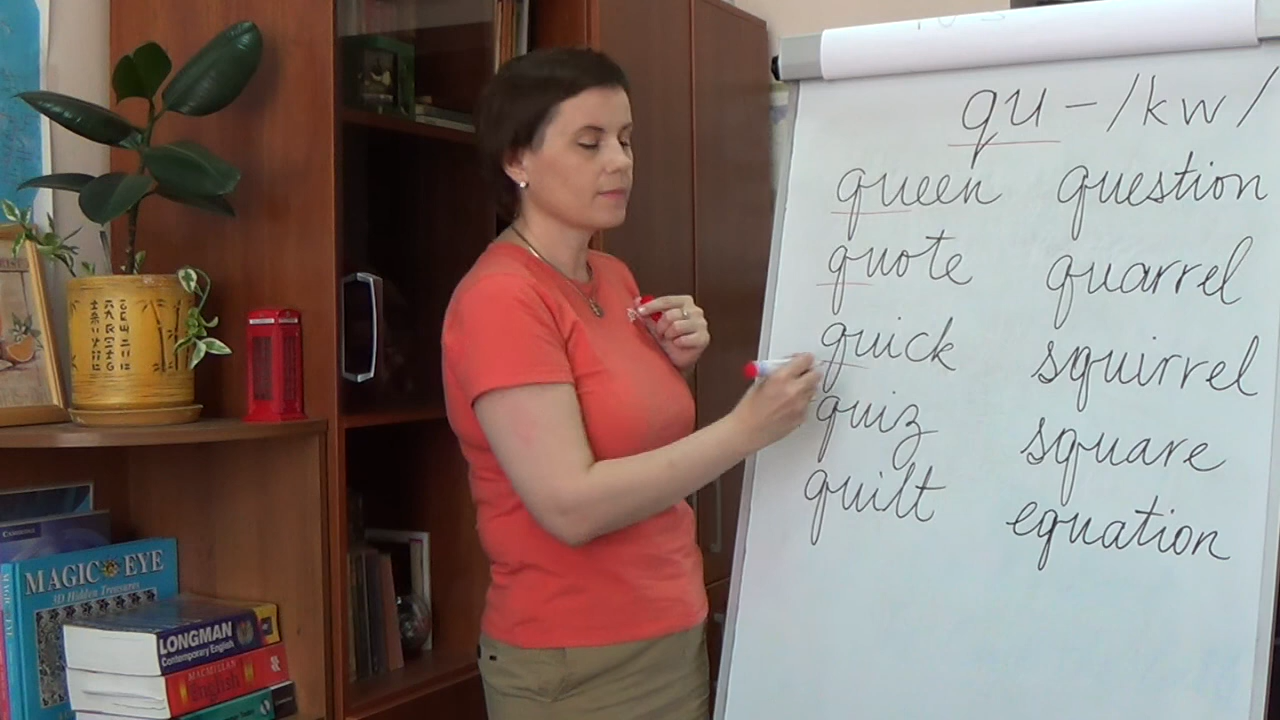 qu - /kw/
queen question
quote quarrel
quick squirrel
quiz square
quilt equation
MAGIC EYE
3D Hidden Treasures
LONGMAN
Contemporary English
MACMILLAN
English